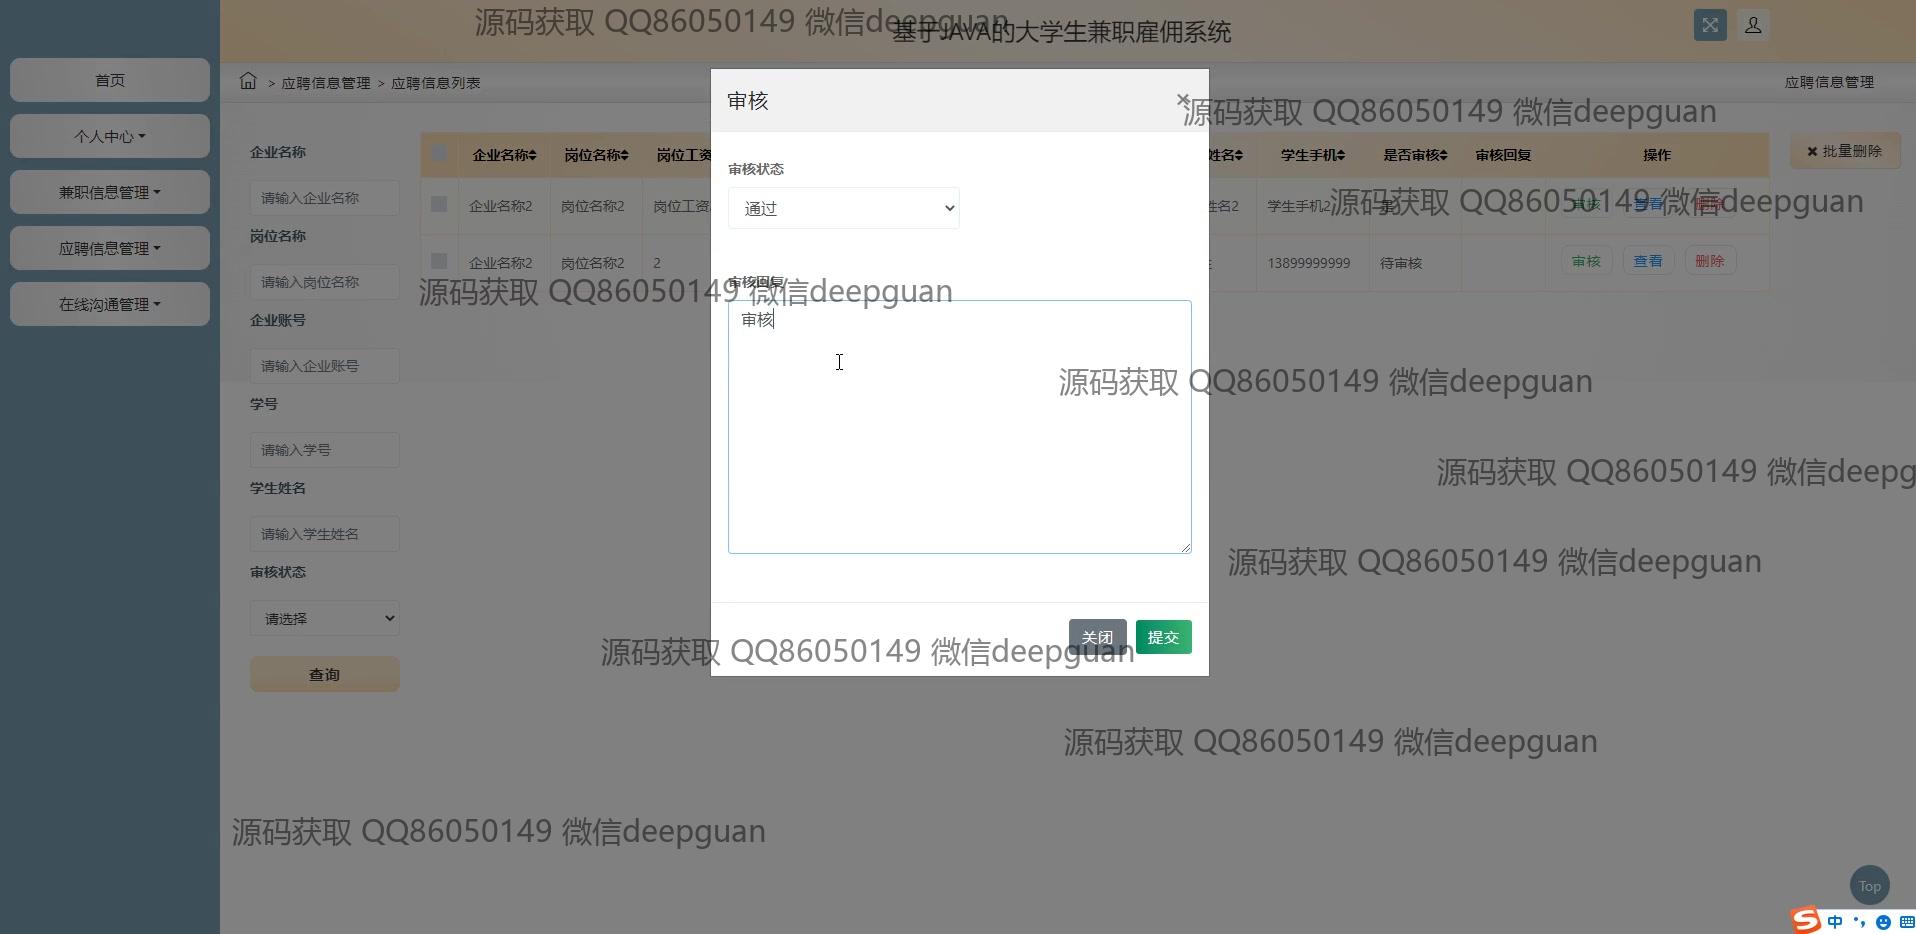 源码获取 QQ86050149 微信deepguan
基于JAVA的大学生兼职雇佣系统
首页
个人中心
兼职信息管理
应聘信息管理
在线沟通管理
> 应聘信息管理 > 应聘信息列表
应聘信息管理
企业名称
请输入企业名称
岗位名称
请输入岗位名称
企业账号
请输入企业账号
学号
请输入学号
学生姓名
请输入学生姓名
审核状态
请选择
查询
企业名称 岗位名称 岗位工资 姓名 学生手机 是否审核 审核回复 操作
批量删除
企业名称2 岗位名称2 岗位工资 姓名2 学生手机2 是 审核 查看 删除
企业名称2 岗位名称2 2 13899999999 待审核 审核 查看 删除
审核
×
审核状态
通过
审核回复
审核
关闭 提交
源码获取 QQ86050149 微信deepguan
源码获取 QQ86050149 微信deepguan
源码获取 QQ86050149 微信deepguan
源码获取 QQ86050149 微信deepguan
源码获取 QQ86050149 微信deepg
源码获取 QQ86050149 微信deepguan
源码获取 QQ86050149 微信deepguan
源码获取 QQ86050149 微信deepguan
源码获取 QQ86050149 微信deepguan
Top
中